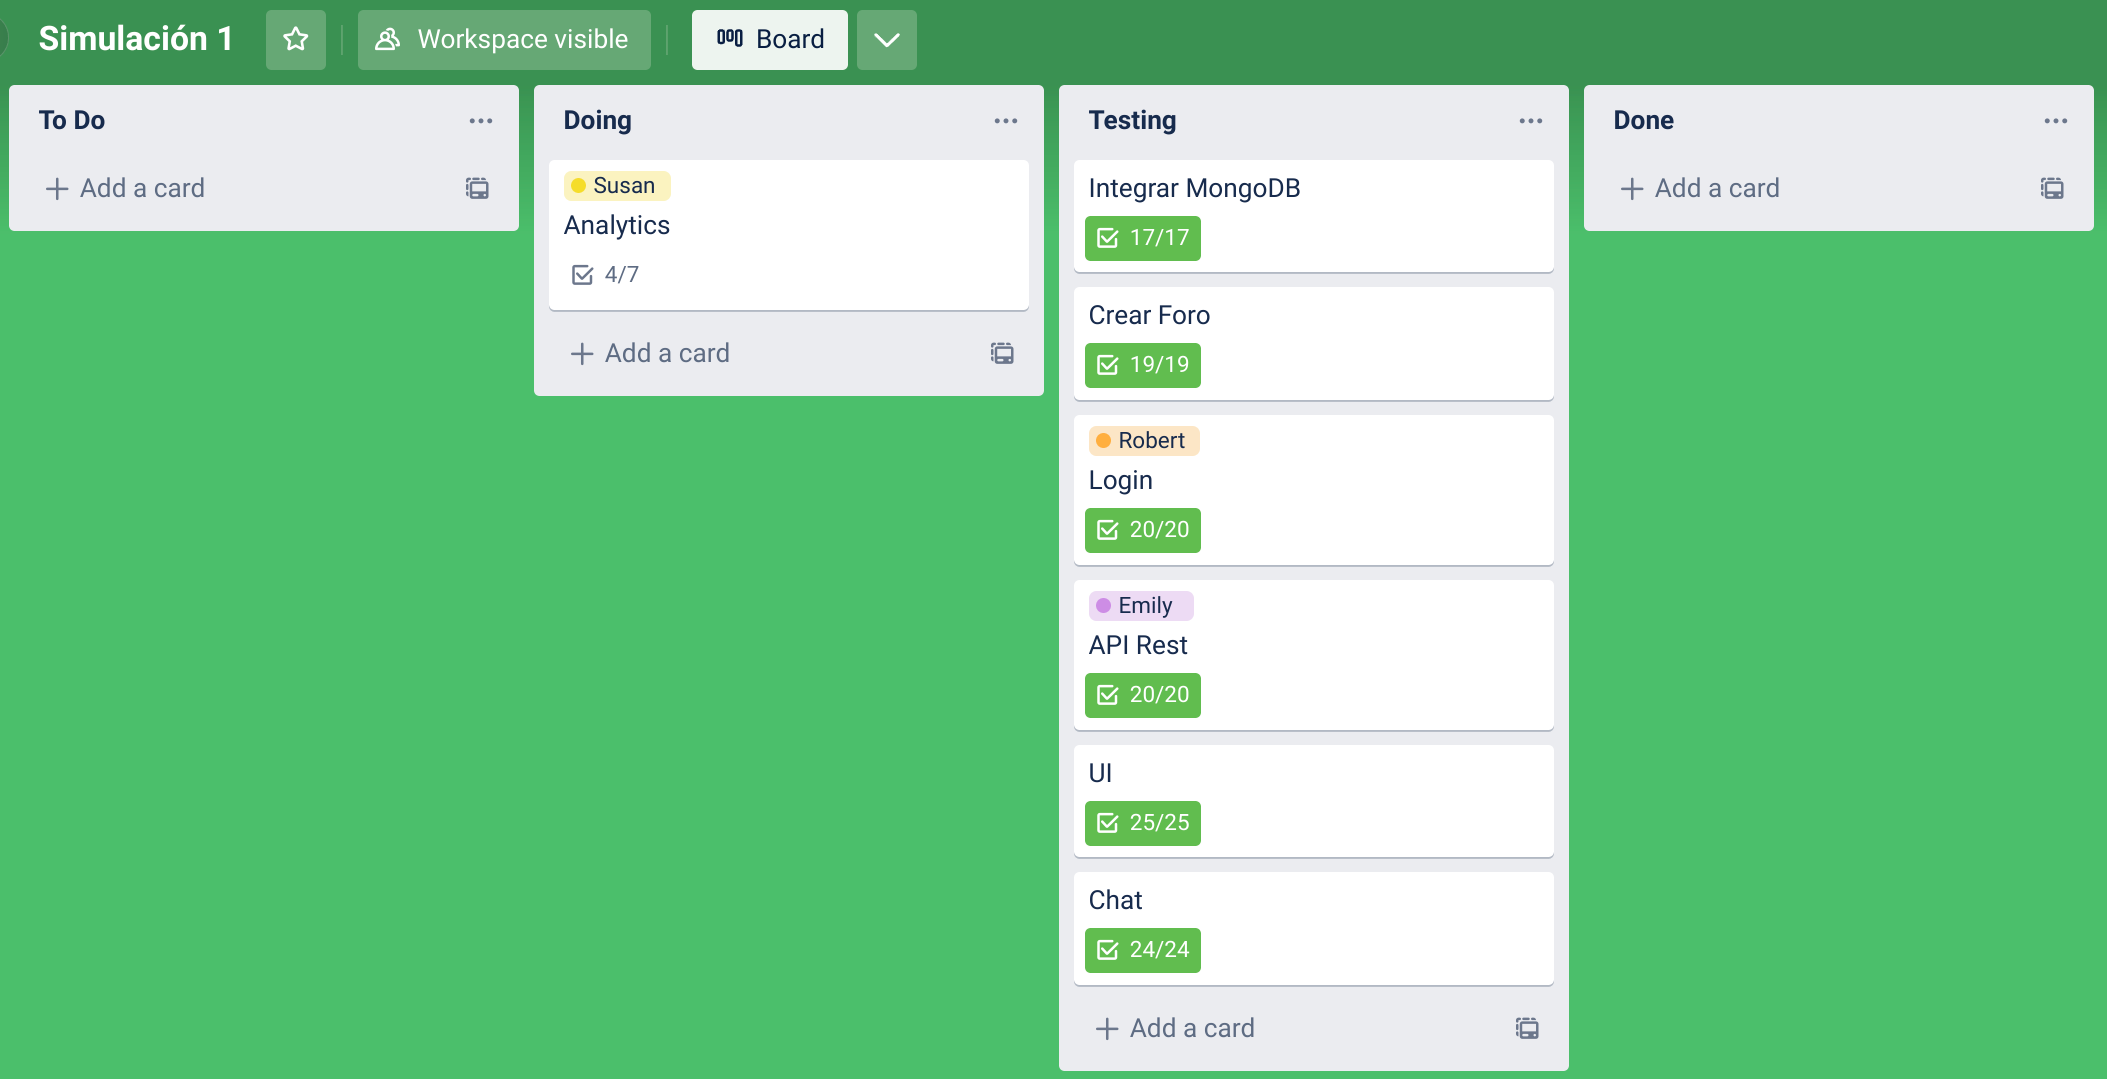 Simulación 1
Workspace visible
Board
To Do
Add a card
Doing
Susan
Analytics
4/7
Add a card
Testing
Integrar MongoDB
17/17
Crear Foro
19/19
Robert
Login
20/20
Emily
API Rest
20/20
UI
25/25
Chat
24/24
Add a card
Done
Add a card